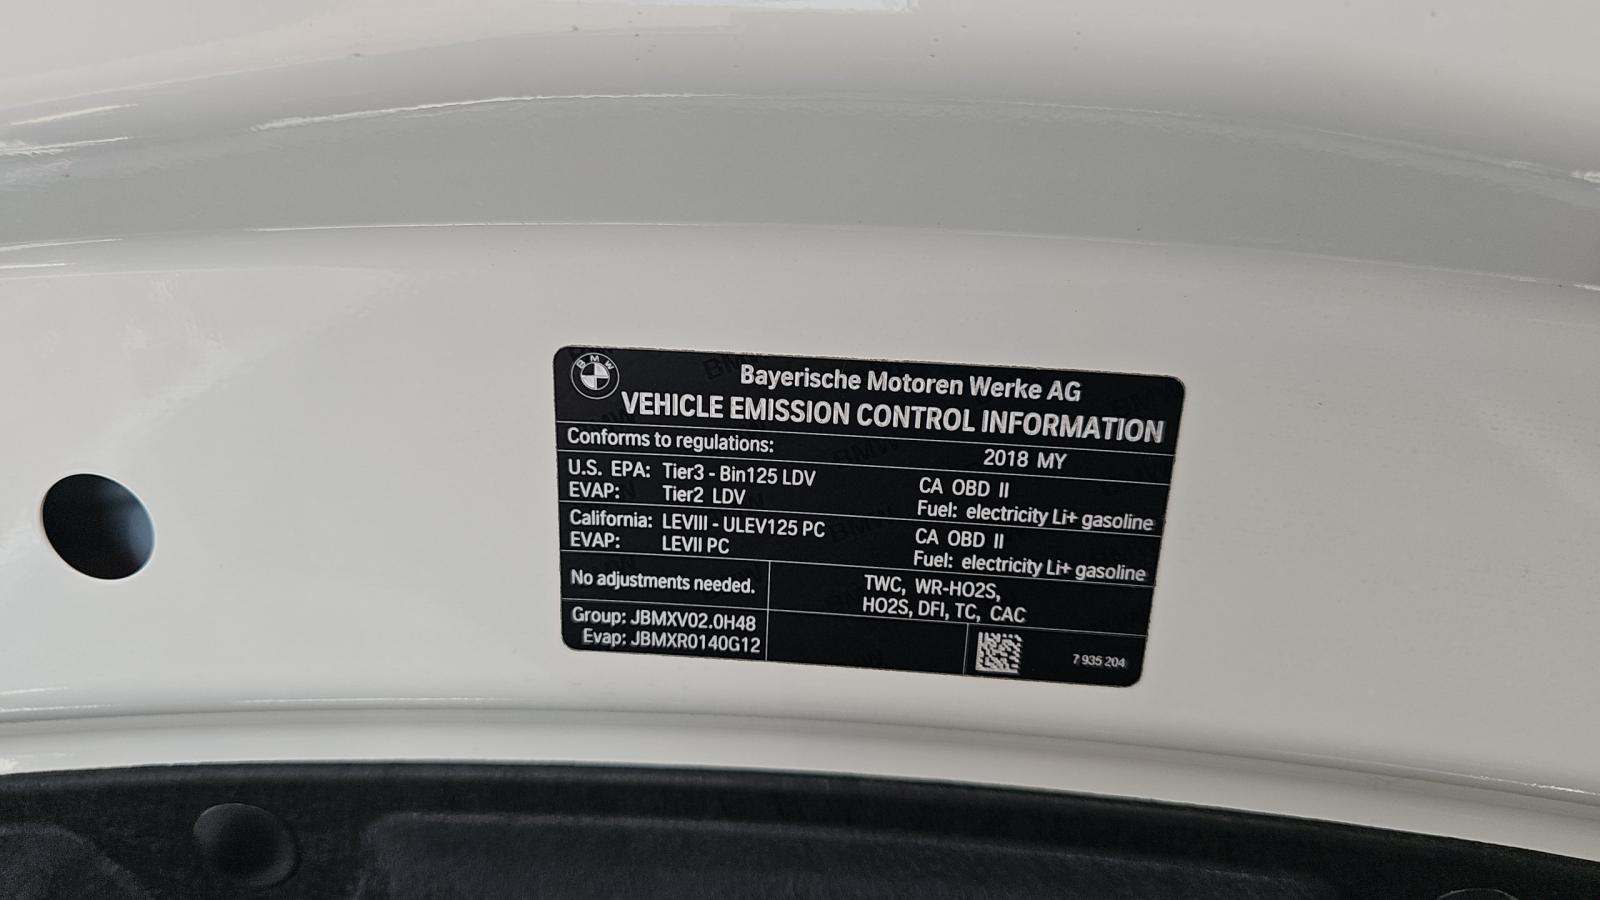 BMW
Bayerische Motoren Werke AG
VEHICLE EMISSION CONTROL INFORMATION
Conforms to regulations:
2018 MY
U.S. EPA: Tier3 - Bin125 LDV
CA OBD II
EVAP: Tier2 LDV
Fuel: electricity Li+ gasoline
California: LEVIII - ULEV125 PC
CA OBD II
EVAP: LEVII PC
Fuel: electricity Li+ gasoline
No adjustments needed.
TWC, WR-HO2S,
HO2S, DFI, TC, CAC
Group: JBMXV02.0H48
Evap: JBMXR0140G12
7 935 204